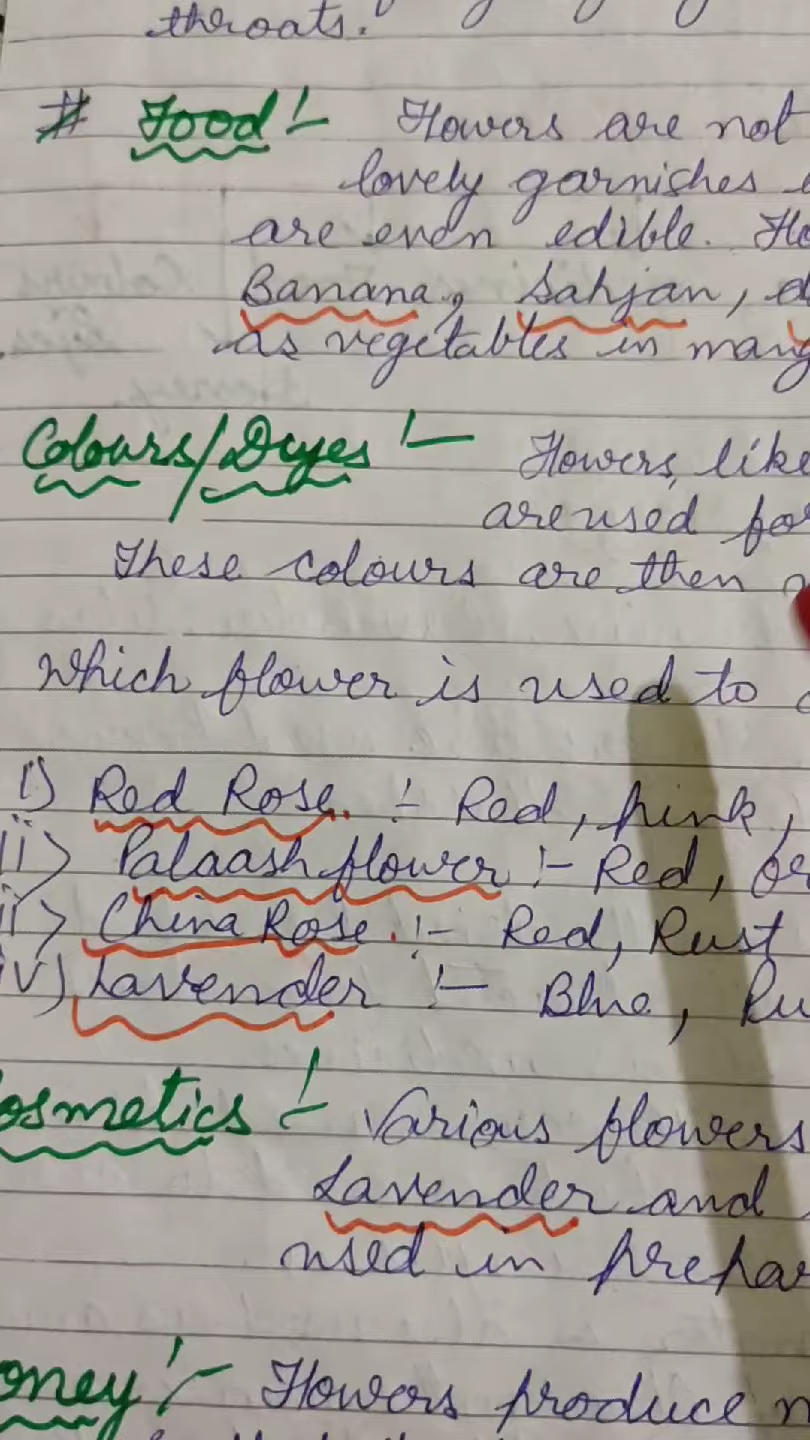 throats.
# Food :- Flowers are not
lovely garnishes
are even edible.
Banana, Sahjan,
as vegetables in many
Colours/Dyes :- Flowers, like
are used for
These colours are then
which flower is used to
i) Red Rose. :- Red, pink,
ii) Palaash flower :- Red,
China Rose. :- Red, Rust
iv) Lavender :- Blue,
osmetics :- Various flowers
Lavender and
used in prepar
oney :- Flowers produce